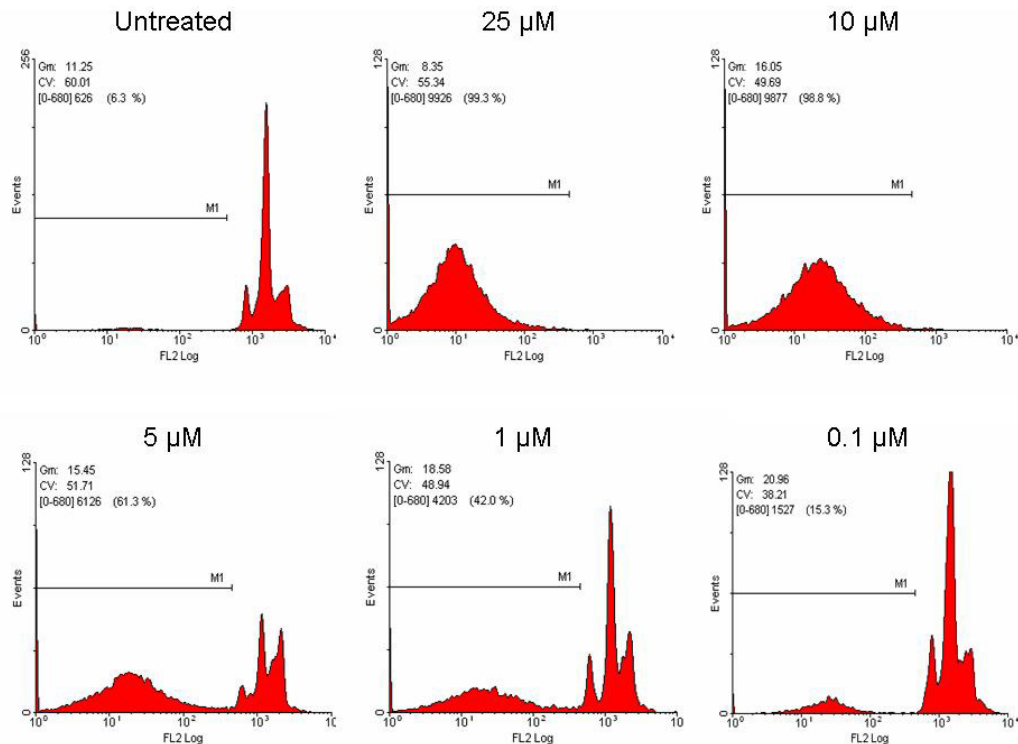 Untreated
256
Gm: 11.25
CV: 60.01
[0-680] 626 (6.3 %)
Events
M1
0
10⁰ 10¹ 10² 10³ 10⁴
FL2 Log
25 µM
128
Gm: 8.35
CV: 55.34
[0-680] 9926 (99.3 %)
Events
M1
0
10⁰ 10¹ 10² 10³ 10⁴
FL2 Log
10 µM
128
Gm: 16.05
CV: 49.69
[0-680] 9877 (98.8 %)
Events
M1
0
10⁰ 10¹ 10² 10³ 10⁴
FL2 Log
5 µM
128
Gm: 15.45
CV: 51.71
[0-680] 6126 (61.3 %)
Events
M1
0
10⁰ 10¹ 10² 10³
FL2 Log
1 µM
128
Gm: 18.58
CV: 48.94
[0-680] 4203 (42.0 %)
Events
M1
0
10⁰ 10¹ 10² 10³
FL2 Log
0.1 µM
128
Gm: 20.96
CV: 38.21
[0-680] 1527 (15.3 %)
Events
M1
0
10⁰ 10¹ 10² 10³ 10⁴
FL2 Log